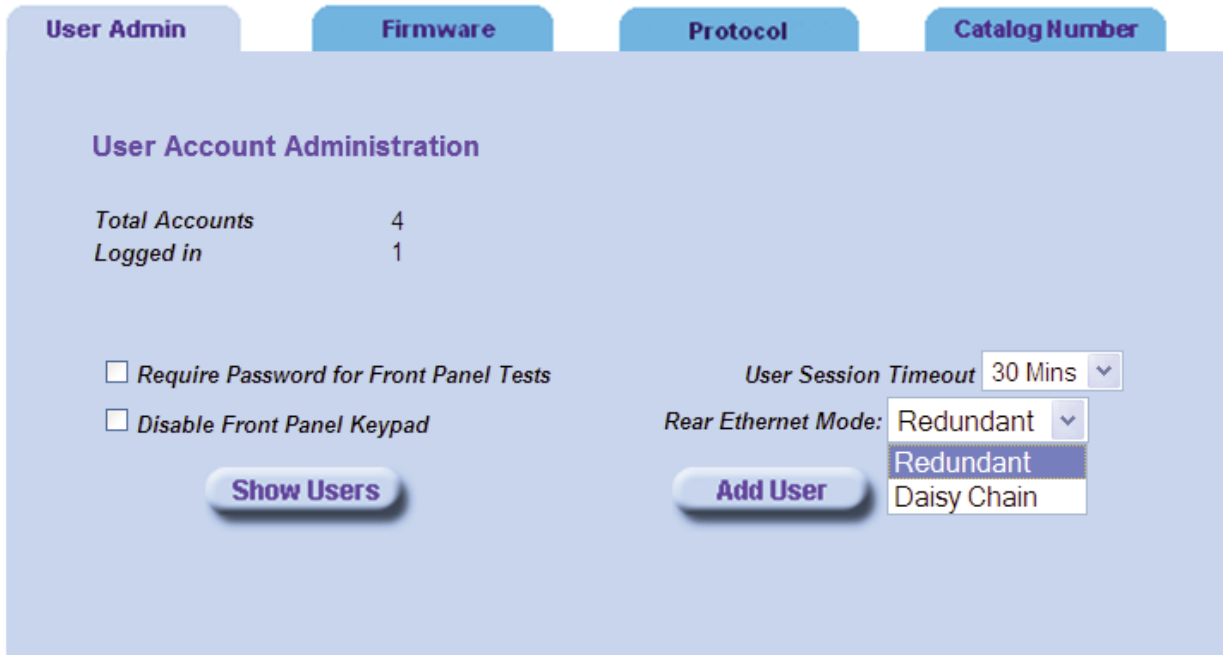 User Admin Firmware Protocol Catalog Number
User Account Administration
Total Accounts 4
Logged in 1
Require Password for Front Panel Tests User Session Timeout 30 Mins
Disable Front Panel Keypad Rear Ethernet Mode: Redundant
Redundant
Show Users Add User Daisy Chain